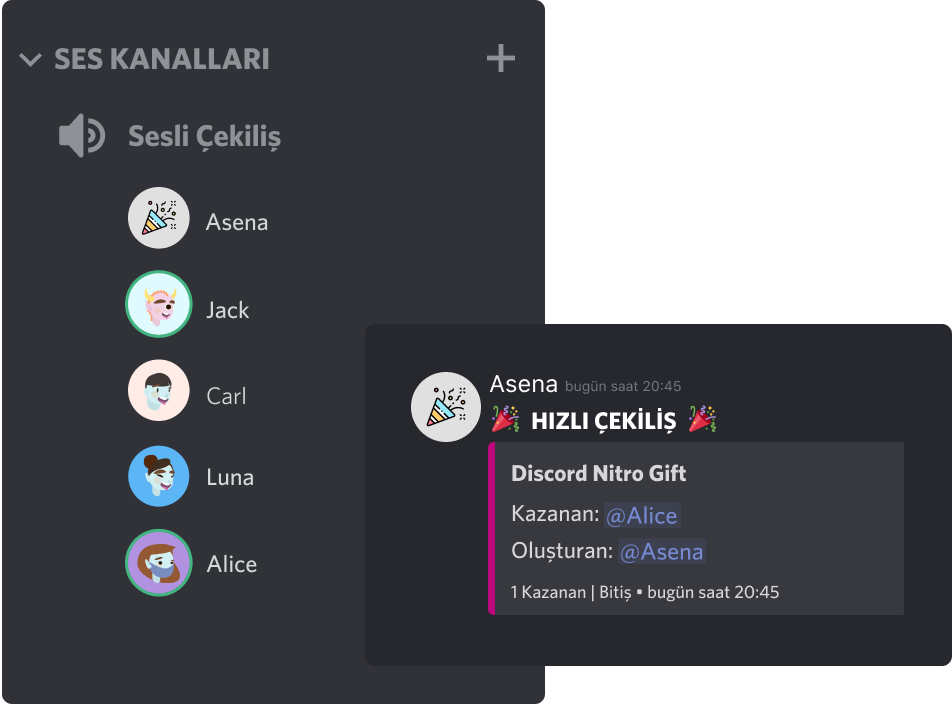 SES KANALLARI
Sesli Çekiliş
Asena
Jack
Carl
Luna
Alice
Asena bugün saat 20:45
🎉 HIZLI ÇEKİLİŞ 🎉
Discord Nitro Gift
Kazanan: @Alice
Oluşturan: @Asena
1 Kazanan | Bitiş • bugün saat 20:45